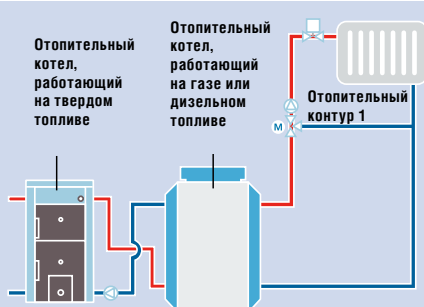 Отопительный
котел,
работающий
на твердом
топливе
Отопительный
котел,
работающий
на газе или
дизельном
топливе
Отопительный
контур 1
M